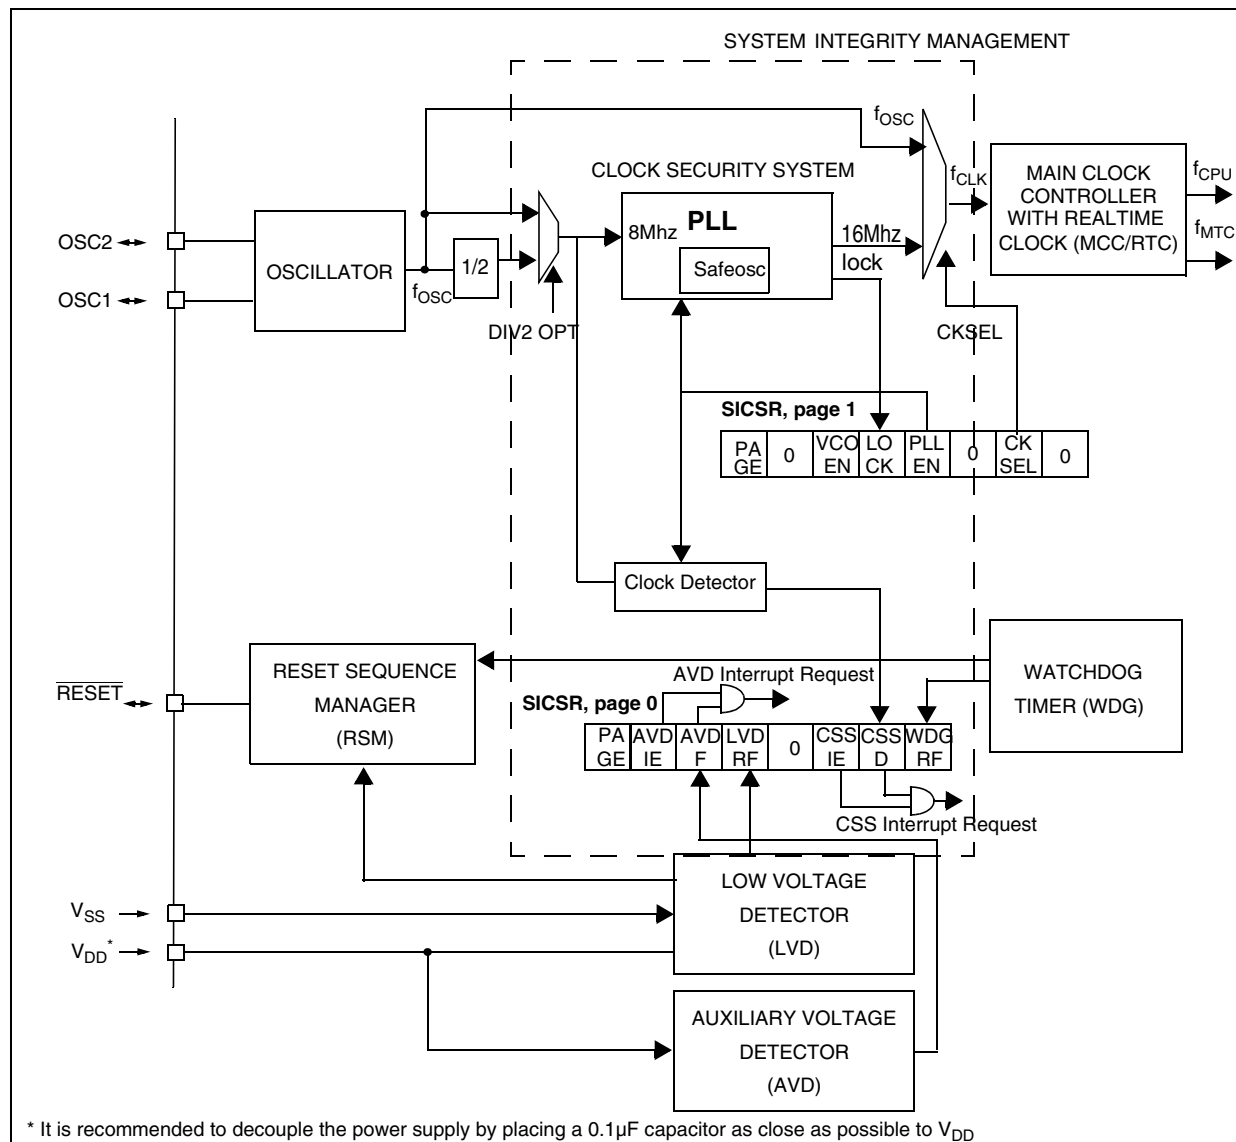 SYSTEM INTEGRITY MANAGEMENT
fOSC
CLOCK SECURITY SYSTEM
fCLK
MAIN CLOCK
CONTROLLER
WITH REALTIME
CLOCK (MCC/RTC)
fCPU
fMTC
OSC2
OSC1
OSCILLATOR
fOSC
1/2
DIV2 OPT
8Mhz
PLL
Safeosc
16Mhz
lock
CKSEL
SICSR, page 1
PA
GE
0
VCO
EN
LO
CK
PLL
EN
0
CK
SEL
0
Clock Detector
RESET
RESET SEQUENCE
MANAGER
(RSM)
AVD Interrupt Request
SICSR, page 0
WATCHDOG
TIMER (WDG)
PA
GE
AVD
IE
AVD
F
LVD
RF
0
CSS
IE
CSS
D
WDG
RF
CSS Interrupt Request
VSS
VDD*
LOW VOLTAGE
DETECTOR
(LVD)
AUXILIARY VOLTAGE
DETECTOR
(AVD)
* It is recommended to decouple the power supply by placing a 0.1µF capacitor as close as possible to VDD